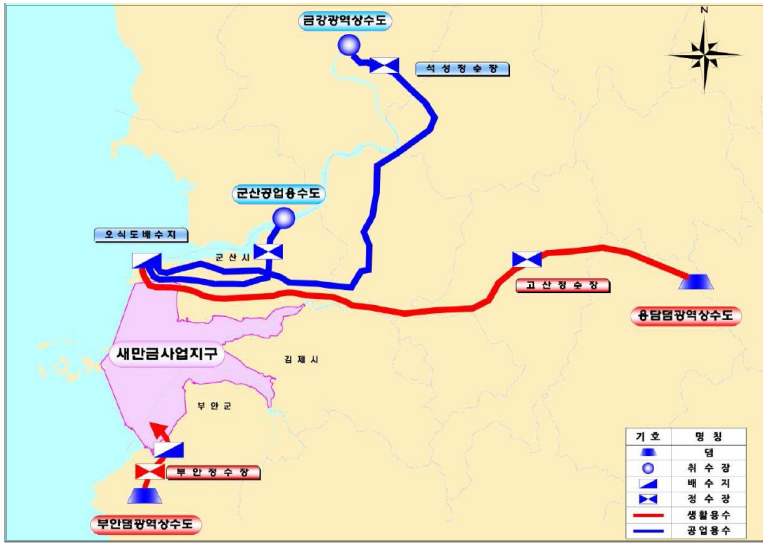 금강광역상수도
N
석성정수장
군산공업용수도
오식도배수지
군산시
고산정수장
용담댐광역상수도
새만금사업지구
김제시
부안군
부안정수장
부안댐광역상수도
기호 명칭
댐
취수장
배수지
정수장
생활용수
공업용수